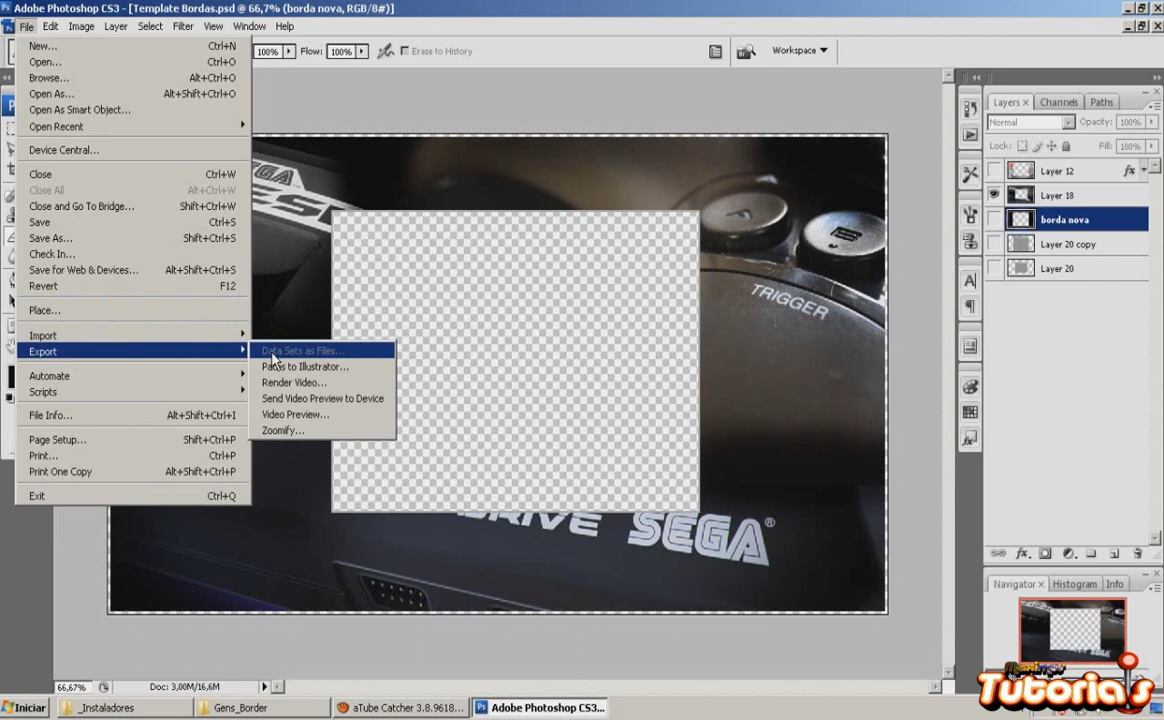 Adobe Photoshop CS3 - [Template Bordas.psd @ 66,7% (borda nova, RGB/8#)]
File Edit Image Layer Select Filter View Window Help
100% Flow: 100% Erase to History Workspace
New... Ctrl+N
Open... Ctrl+O
Browse... Alt+Ctrl+O
Open As... Alt+Shift+Ctrl+O
Open As Smart Object...
Open Recent
Device Central...
Close Ctrl+W
Close All Alt+Ctrl+W
Close and Go To Bridge... Shift+Ctrl+W
Save Ctrl+S
Save As... Shift+Ctrl+S
Check In...
Save for Web & Devices... Alt+Shift+Ctrl+S
Revert F12
Place...
Import
Export
Automate
Scripts
File Info... Alt+Shift+Ctrl+I
Page Setup... Shift+Ctrl+P
Print... Ctrl+P
Print One Copy Alt+Shift+Ctrl+P
Exit Ctrl+Q
Data Sets as Files...
Paths to Illustrator...
Render Video...
Send Video Preview to Device
Video Preview...
Zoomify...
SEGA
TRIGGER
SEGA®
Layers Channels Paths
Normal Opacity: 100%
Lock: Fill: 100%
Layer 12 fx
Layer 18
borda nova
Layer 20 copy
Layer 20
Navigator Histogram Info
66,67% Doc: 3,00M/16,6M
Tutoria's
Iniciar _Instaladores Gens_Border aTube Catcher 3.8.9618... Adobe Photoshop CS3...